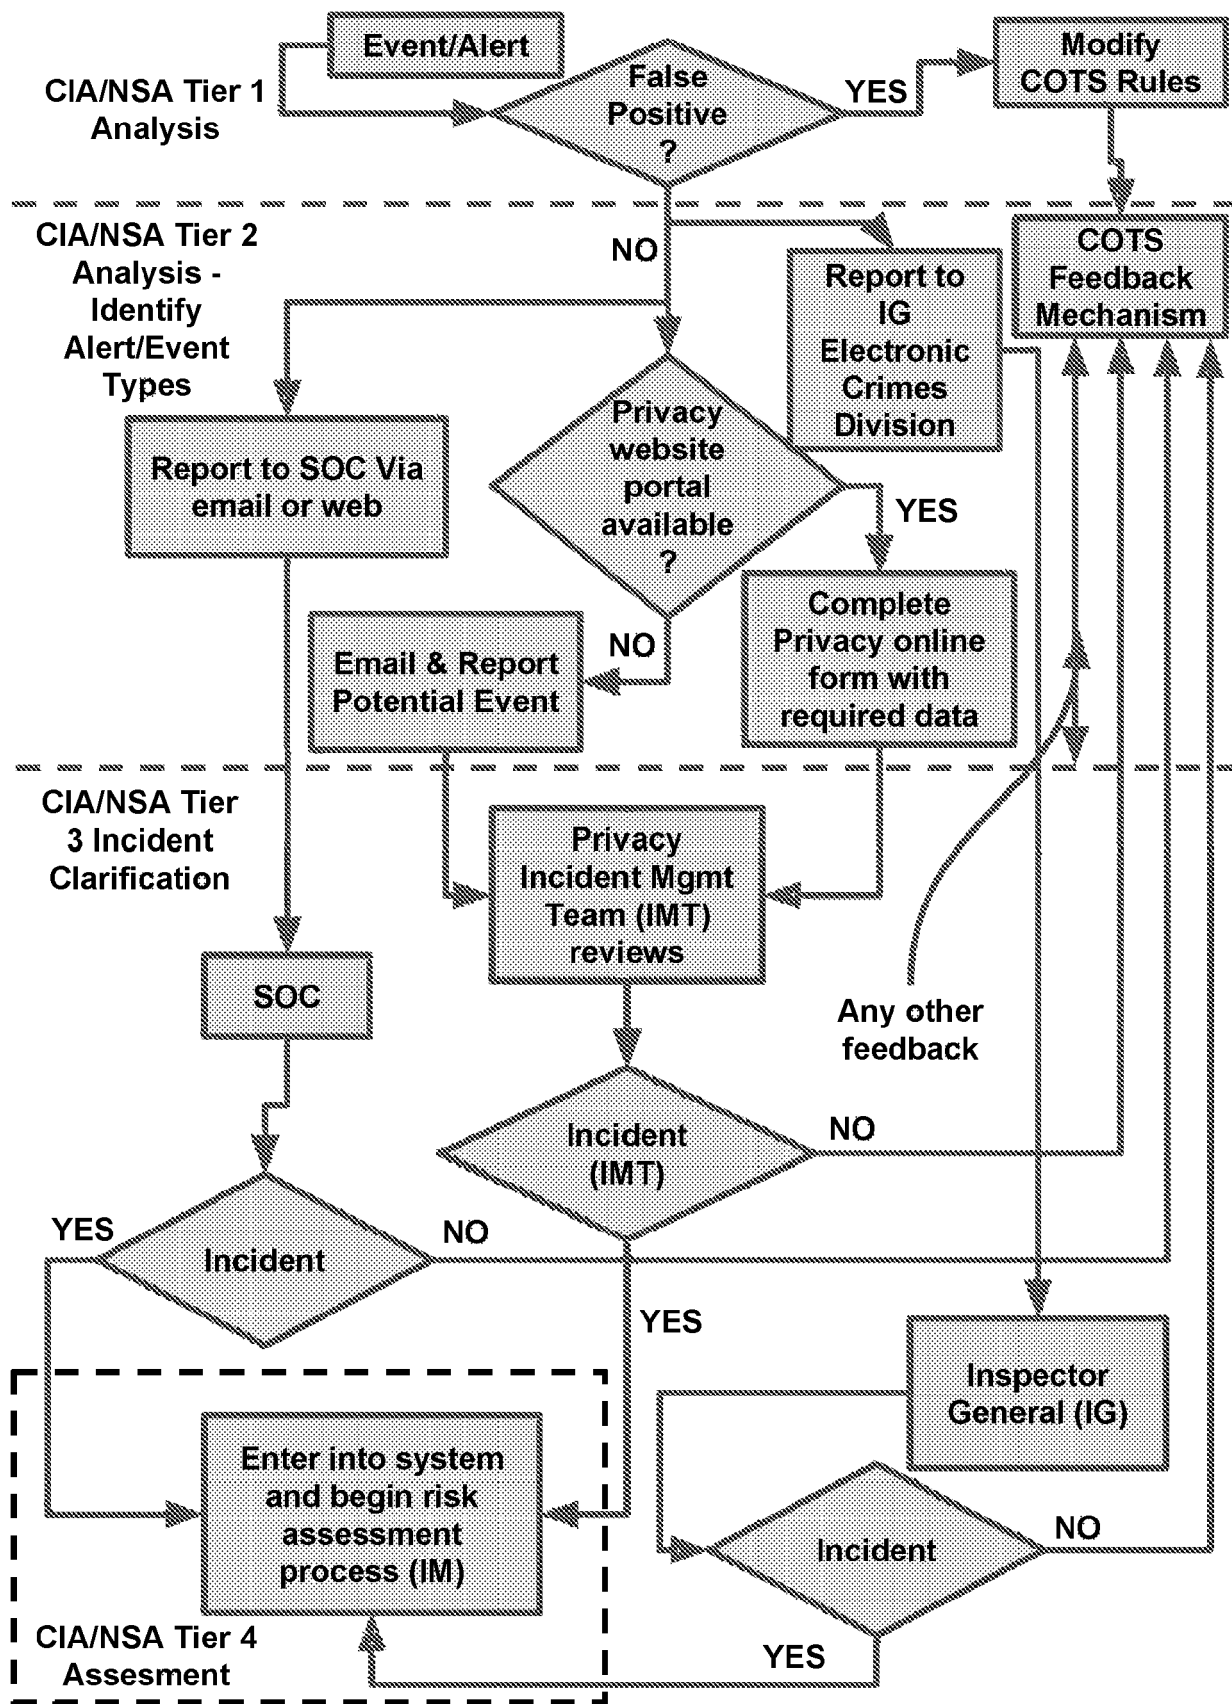 Event/Alert
Modify
COTS Rules
CIA/NSA Tier 1
Analysis
False
Positive
?
YES
CIA/NSA Tier 2
Analysis -
Identify
Alert/Event
Types
NO
Report to
IG
Electronic
Crimes
Division
COTS
Feedback
Mechanism
Report to SOC Via
email or web
Privacy
website
portal
available
?
YES
NO
Email & Report
Potential Event
Complete
Privacy online
form with
required data
CIA/NSA Tier
3 Incident
Clarification
Privacy
Incident Mgmt
Team (IMT)
reviews
SOC
Any other
feedback
Incident
(IMT)
NO
YES
Incident
NO
YES
Inspector
General (IG)
Enter into system
and begin risk
assessment
process (IM)
Incident
NO
YES
CIA/NSA Tier 4
Assesment